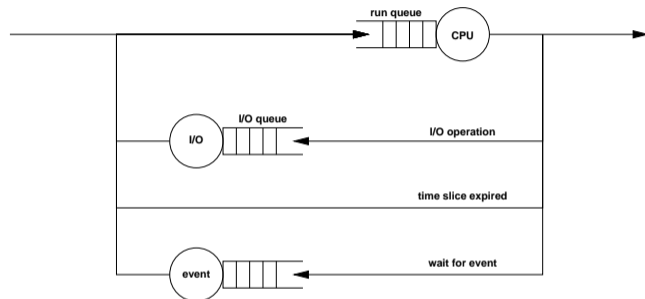 run queue
CPU
I/O queue
I/O
I/O operation
time slice expired
event
wait for event